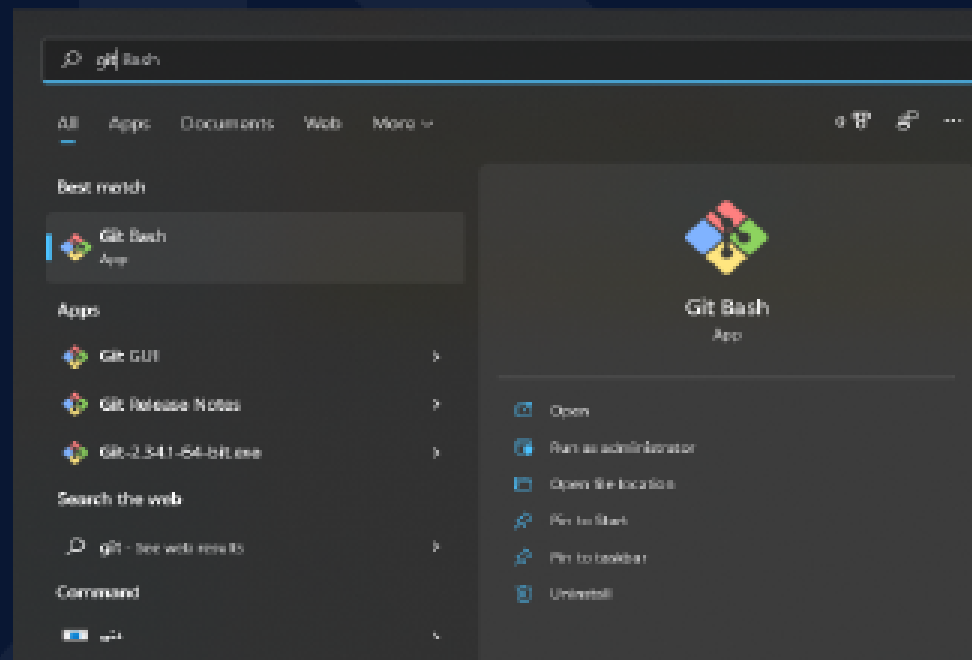 git Bash
All Apps Documents Web More
Best match
Git Bash
App
Apps
Git GUI
Git Release Notes
Git-2.34.1-64-bit.exe
Search the web
git - See web results
Command
git
Git Bash
App
Open
Run as administrator
Open file location
Pin to Start
Pin to taskbar
Uninstall